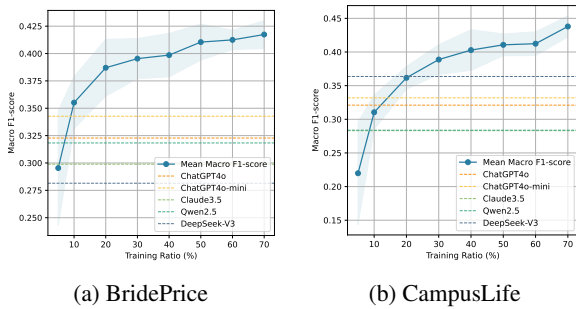 0.425
0.400
0.375
0.350
0.325
0.300
0.275
0.250
Macro F1-score
10 20 30 40 50 60 70
Training Ratio (%)
Mean Macro F1-score
ChatGPT4o
ChatGPT4o-mini
Claude3.5
Qwen2.5
DeepSeek-V3
(a) BridePrice
0.45
0.40
0.35
0.30
0.25
0.20
0.15
Macro F1-score
10 20 30 40 50 60 70
Training Ratio (%)
Mean Macro F1-score
ChatGPT4o
ChatGPT4o-mini
Claude3.5
Qwen2.5
DeepSeek-V3
(b) CampusLife